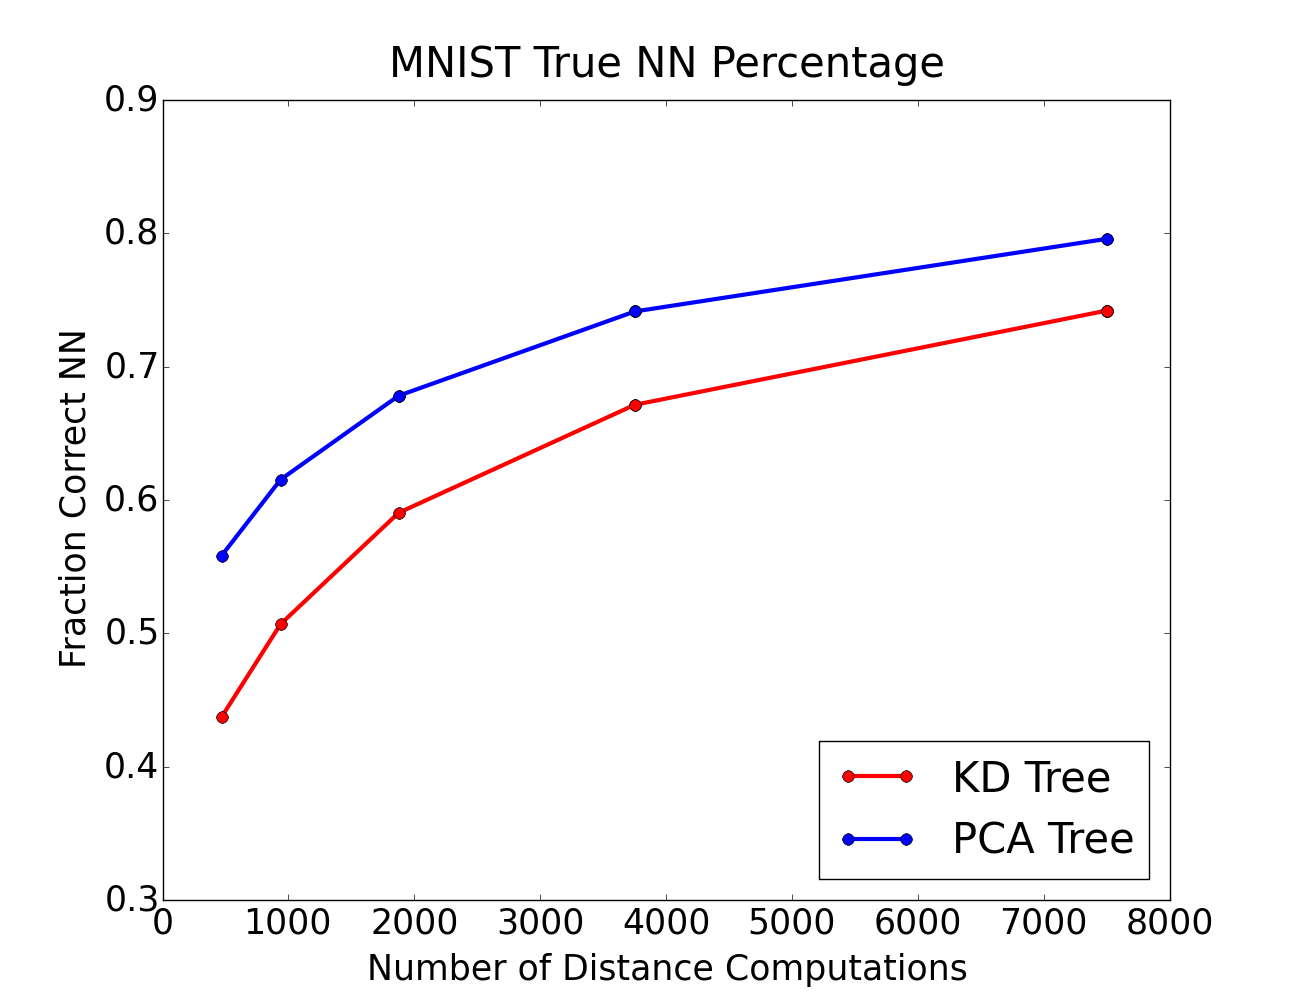 MNIST True NN Percentage
0.9
0.8
0.7
0.6
0.5
0.4
0.3
Fraction Correct NN
KD Tree
PCA Tree
0 1000 2000 3000 4000 5000 6000 7000 8000
Number of Distance Computations